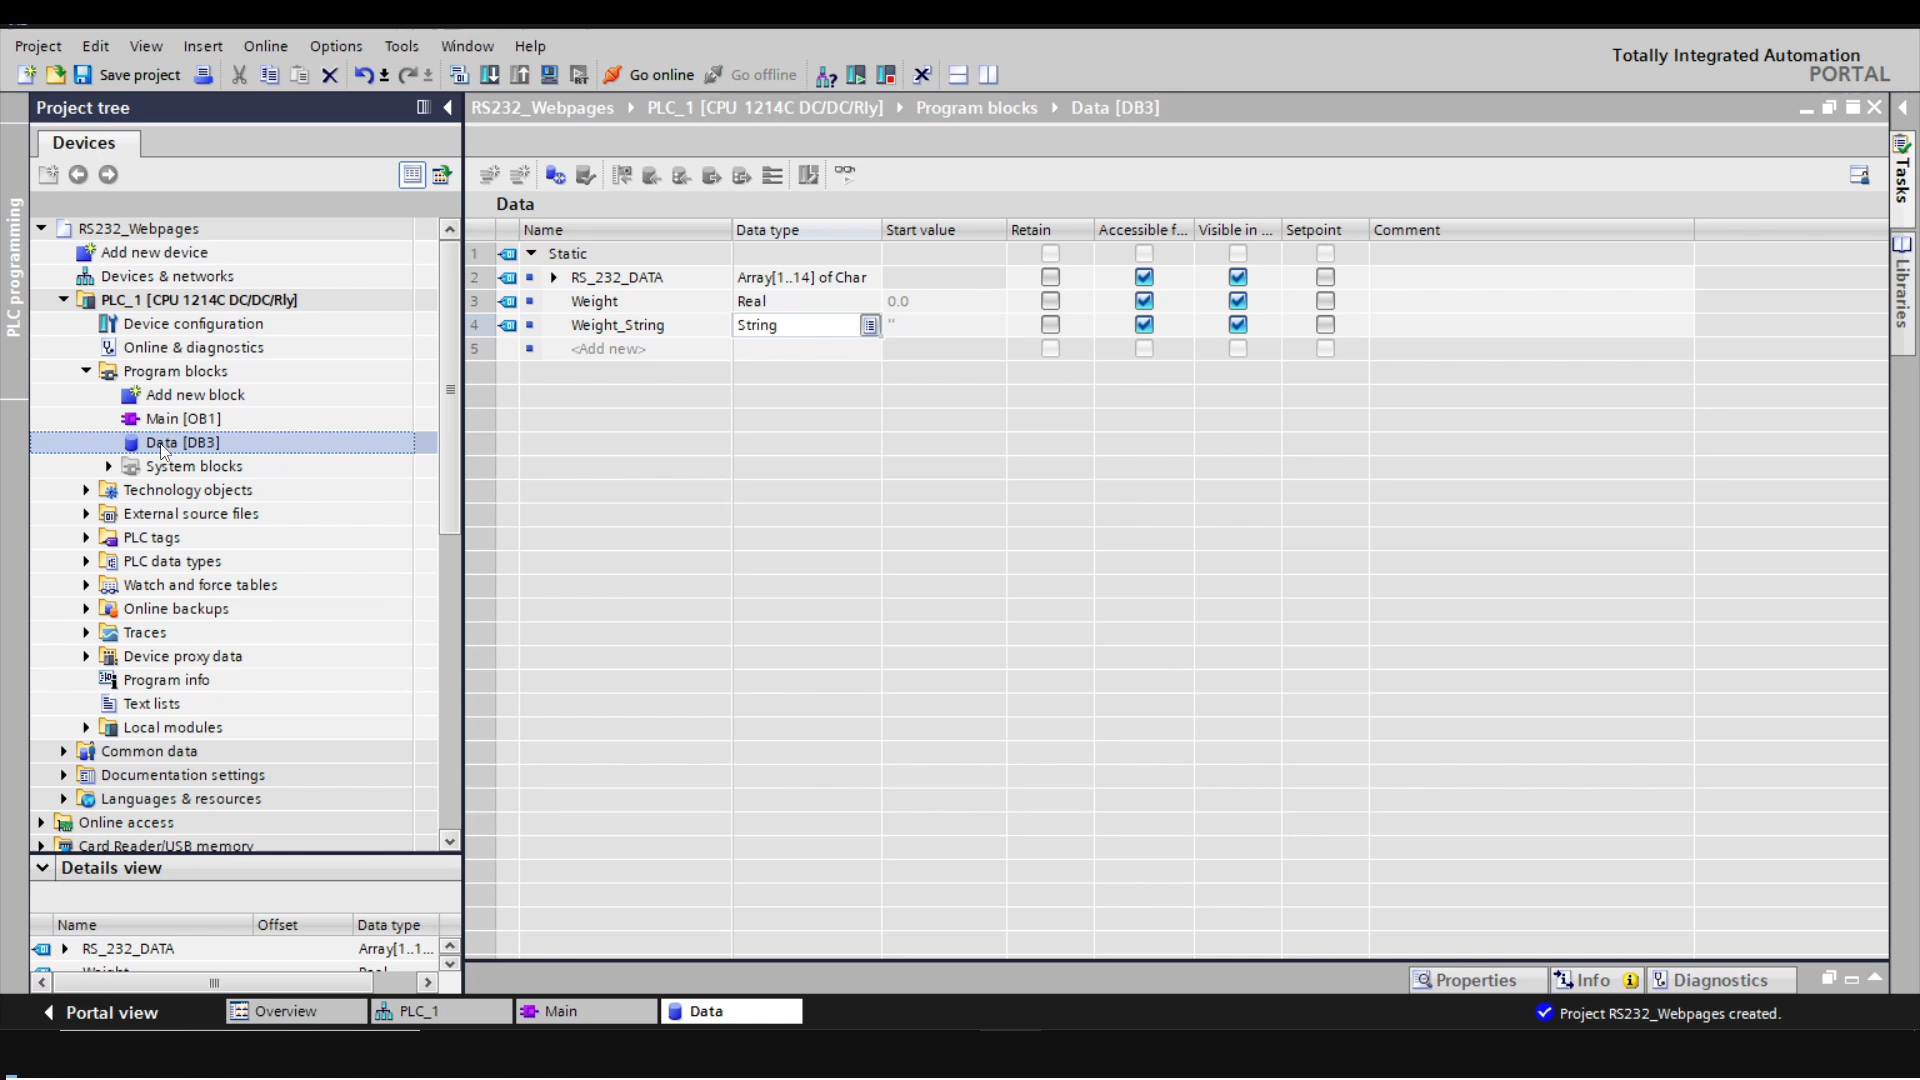 Project Edit View Insert Online Options Tools Window Help
Totally Integrated Automation
PORTAL
Save project Go online Go offline
Project tree
RS232_Webpages PLC_1 [CPU 1214C DC/DC/Rly] Program blocks Data [DB3]
Devices
PLC programming
Tasks
Libraries
Data
Name Data type Start value Retain Accessible f... Visible in ... Setpoint Comment
1 Static
2 RS_232_DATA Array[1..14] of Char
3 Weight Real 0.0
4 Weight_String String ''
5 <Add new>
RS232_Webpages
Add new device
Devices & networks
PLC_1 [CPU 1214C DC/DC/Rly]
Device configuration
Online & diagnostics
Program blocks
Add new block
Main [OB1]
Data [DB3]
System blocks
Technology objects
External source files
PLC tags
PLC data types
Watch and force tables
Online backups
Traces
Device proxy data
Program info
Text lists
Local modules
Common data
Documentation settings
Languages & resources
Online access
Card Reader/USB memory
Details view
Name Offset Data type
RS_232_DATA Array[1..1...
Weight Real
Properties Info Diagnostics
Portal view Overview PLC_1 Main Data
Project RS232_Webpages created.